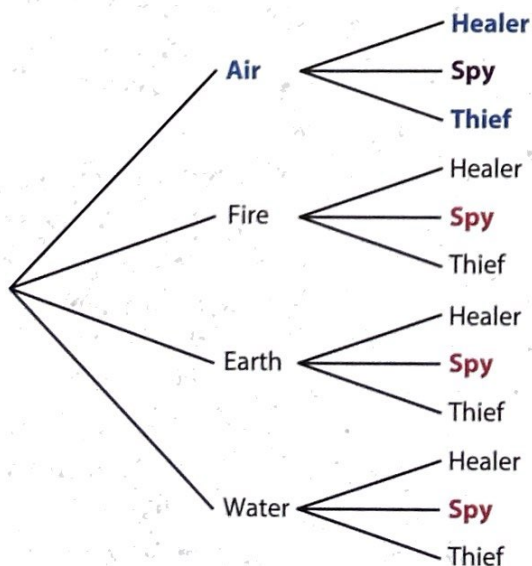 Healer
Air
Spy
Thief
Healer
Fire
Spy
Thief
Healer
Earth
Spy
Thief
Healer
Water
Spy
Thief